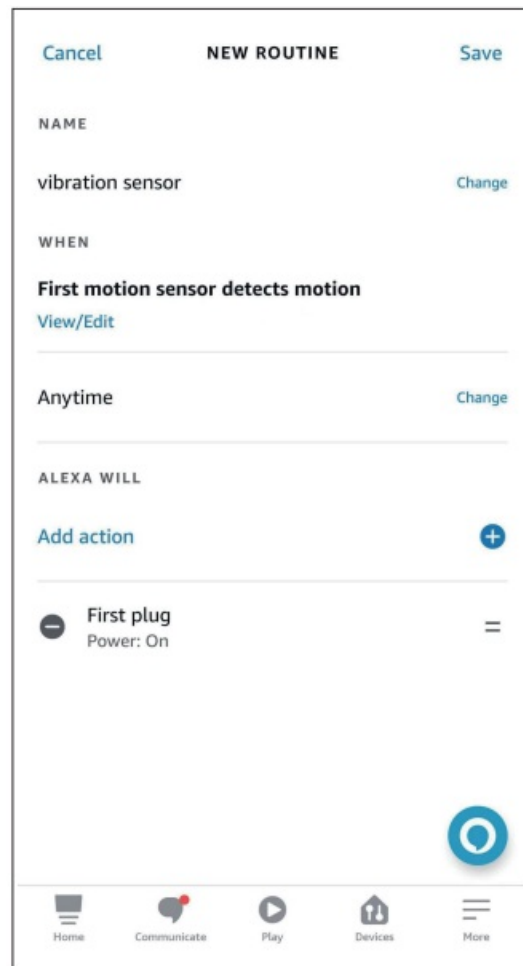 Cancel NEW ROUTINE Save
NAME
vibration sensor Change
WHEN
First motion sensor detects motion
View/Edit
Anytime Change
ALEXA WILL
Add action
First plug
Power: On
Home Communicate Play Devices More